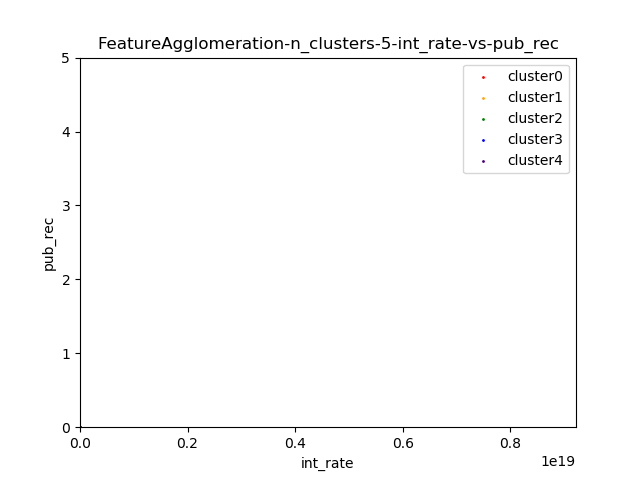 FeatureAgglomeration-n_clusters-5-int_rate-vs-pub_rec
cluster0
cluster1
cluster2
cluster3
cluster4
5
4
3
2
1
0
pub_rec
0.0 0.2 0.4 0.6 0.8
1e19
int_rate